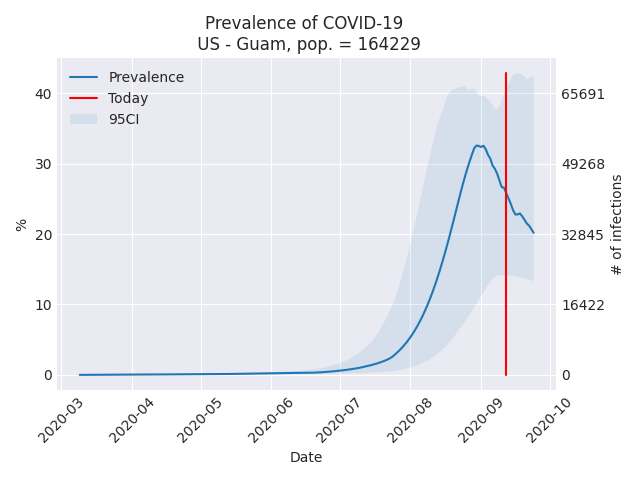 Prevalence of COVID-19
US - Guam, pop. = 164229
Prevalence
Today
95CI
%
40
30
20
10
0
65691
49268
32845
16422
0
# of infections
2020-03
2020-04
2020-05
2020-06
2020-07
2020-08
2020-09
2020-10
Date